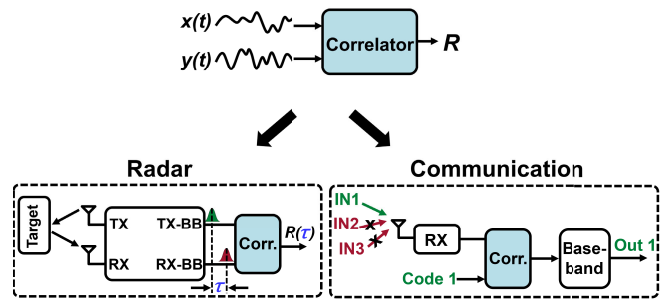 x(t)
y(t)
Correlator
R
Radar
Communication
Target
TX
TX-BB
RX
RX-BB
Corr.
R(τ)
τ
IN1
IN2
IN3
RX
Code 1
Corr.
Base-
band
Out 1